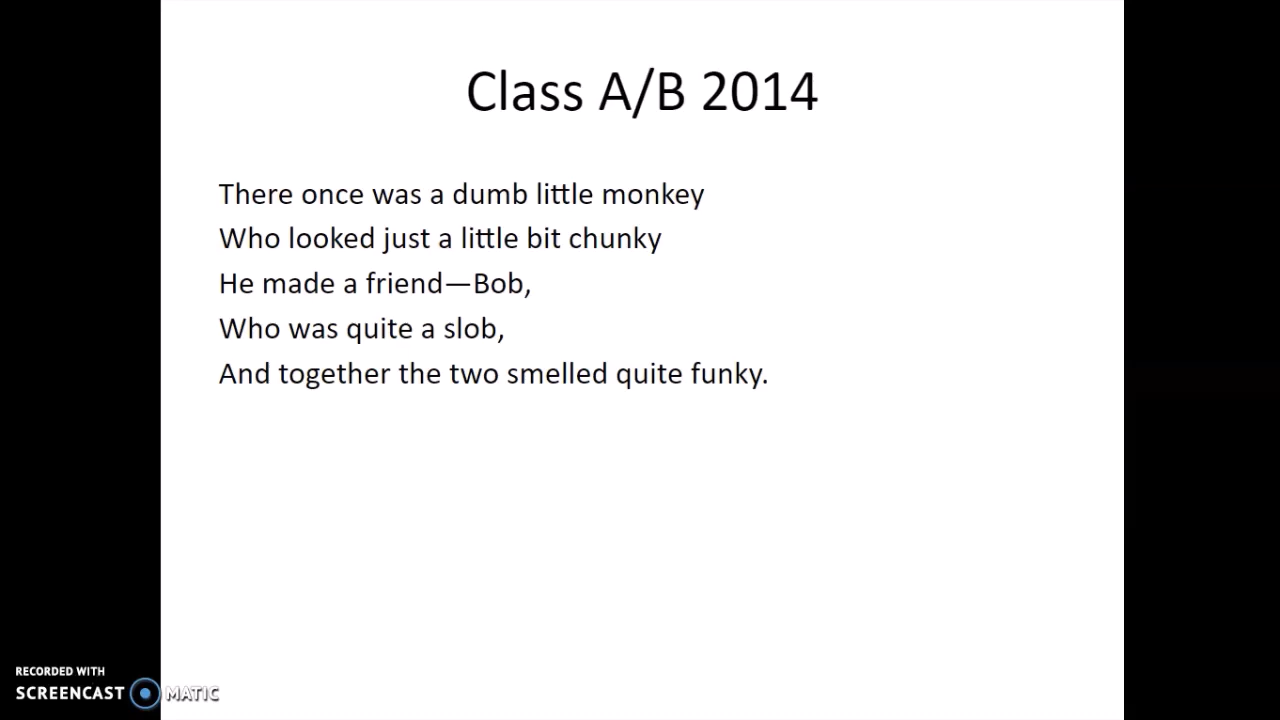 Class A/B 2014
There once was a dumb little monkey
Who looked just a little bit chunky
He made a friend—Bob,
Who was quite a slob,
And together the two smelled quite funky.
RECORDED WITH
SCREENCAST MATIC